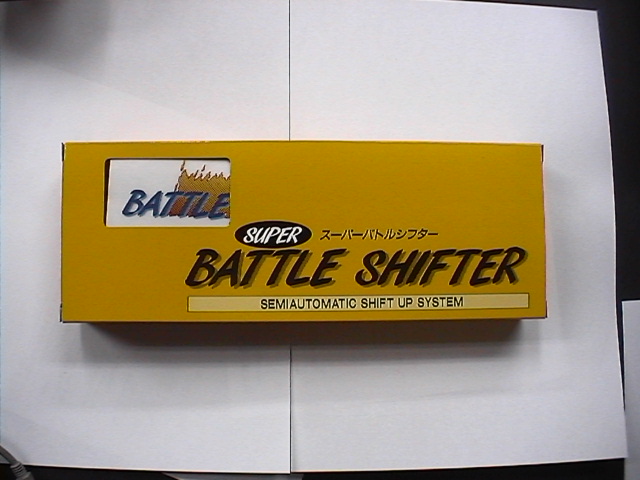 BATTLE
SUPER スーパーバトルシフター
BATTLE SHIFTER
SEMIAUTOMATIC SHIFT UP SYSTEM